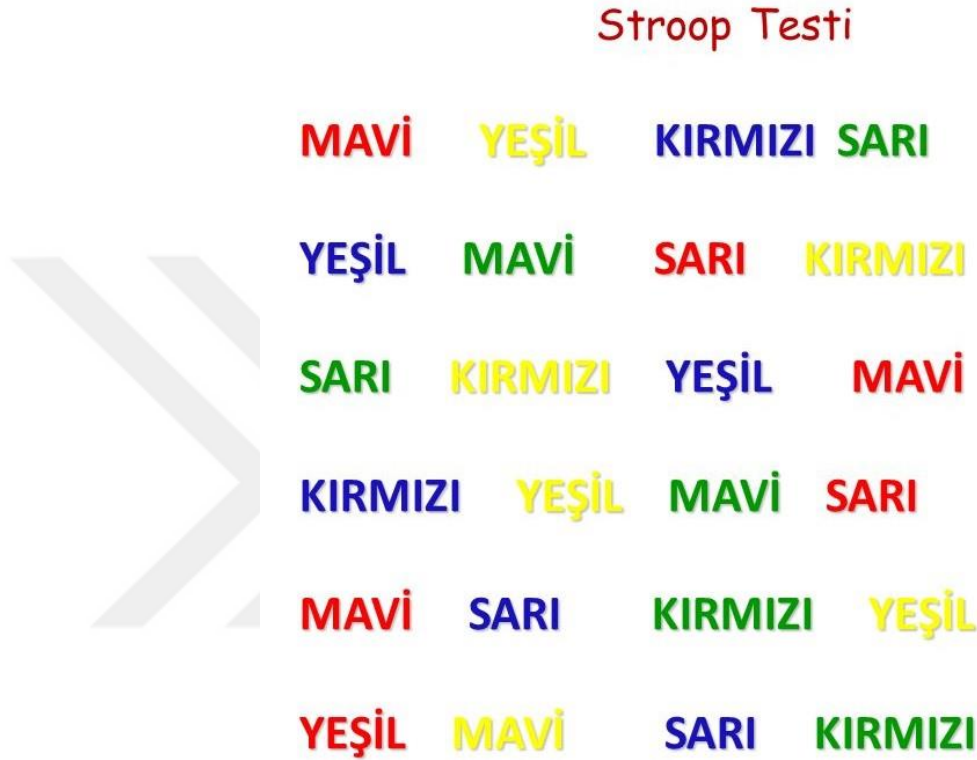 Stroop Testi
MAVİ YEŞİL KIRMIZI SARI
YEŞİL MAVİ SARI KIRMIZI
SARI KIRMIZI YEŞİL MAVİ
KIRMIZI YEŞİL MAVİ SARI
MAVİ SARI KIRMIZI YEŞİL
YEŞİL MAVİ SARI KIRMIZI